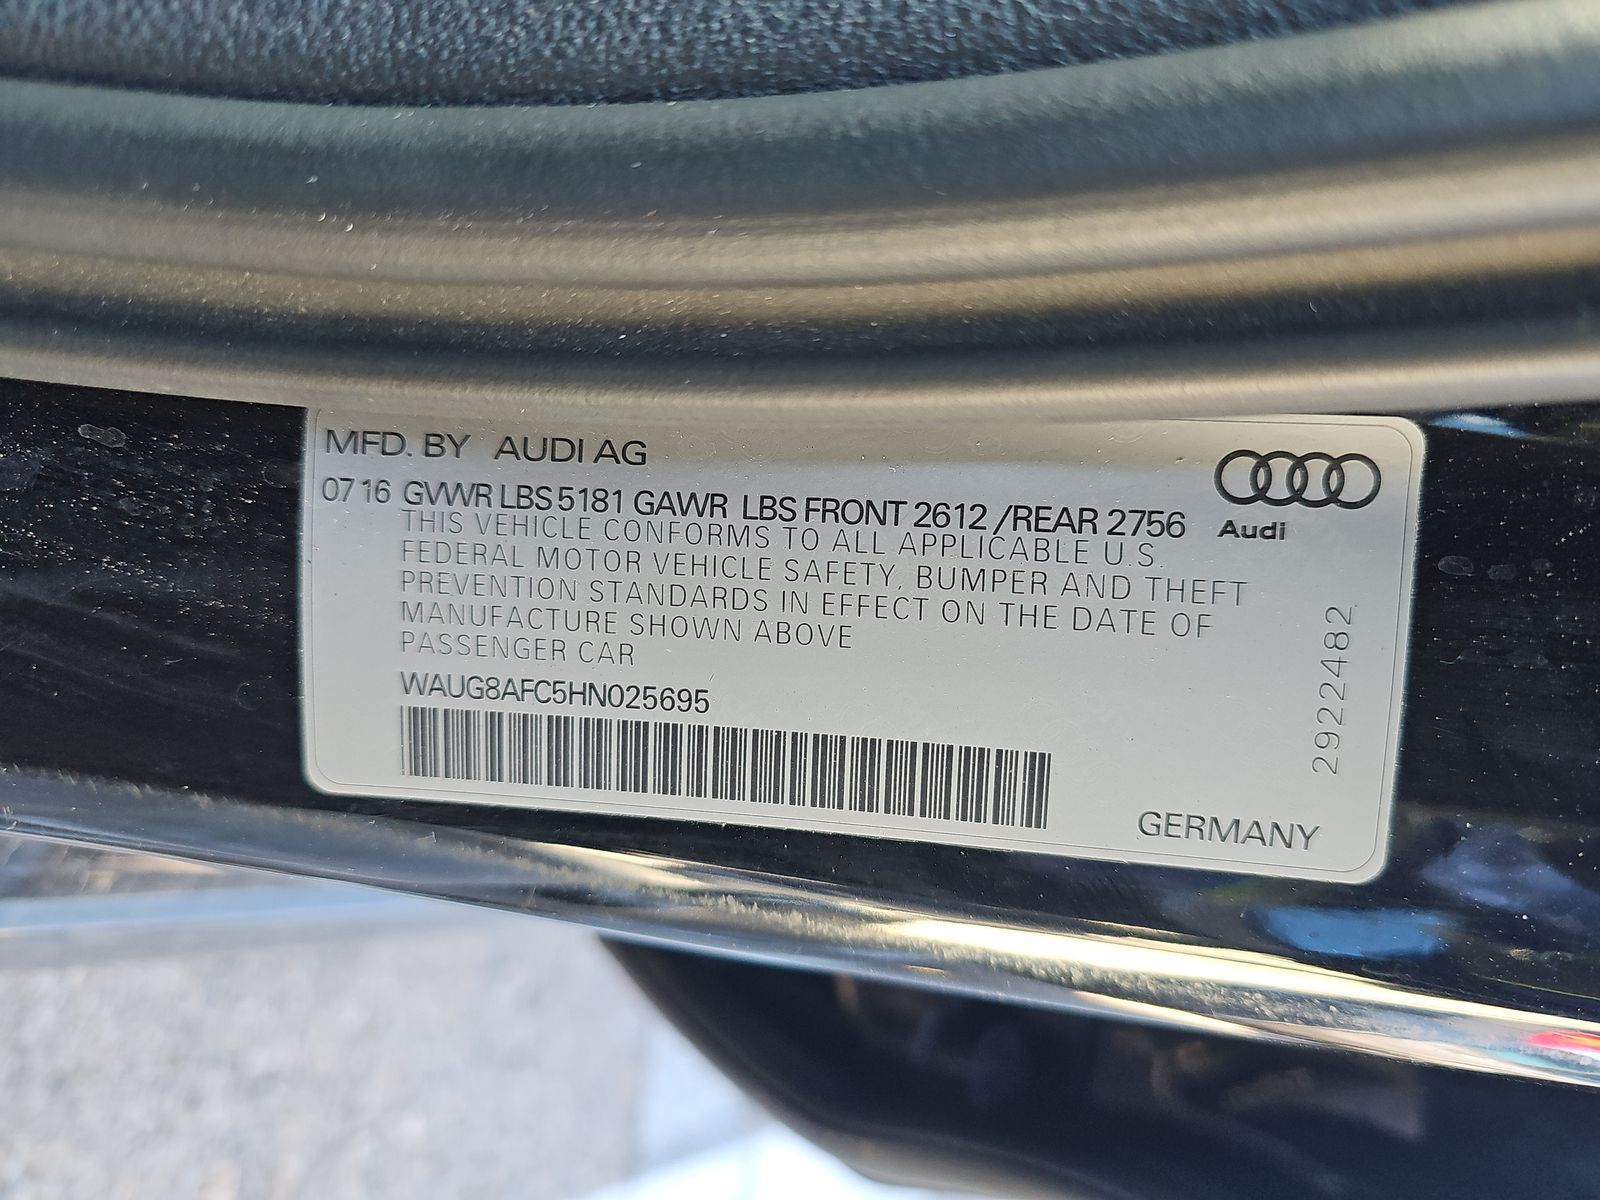 MFD. BY AUDI AG
07 16 GVWR LBS 5181 GAWR LBS FRONT 2612 /REAR 2756
Audi
THIS VEHICLE CONFORMS TO ALL APPLICABLE U.S.
FEDERAL MOTOR VEHICLE SAFETY, BUMPER AND THEFT
PREVENTION STANDARDS IN EFFECT ON THE DATE OF
MANUFACTURE SHOWN ABOVE
PASSENGER CAR
WAUG8AFC5HN025695
2922482
GERMANY